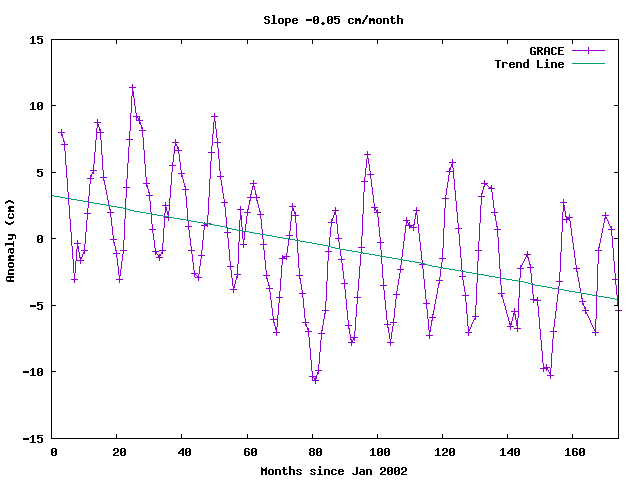 Slope -0.05 cm/month
GRACE
Trend Line
15
10
5
0
-5
-10
-15
Anomaly (cm)
0 20 40 60 80 100 120 140 160
Months since Jan 2002